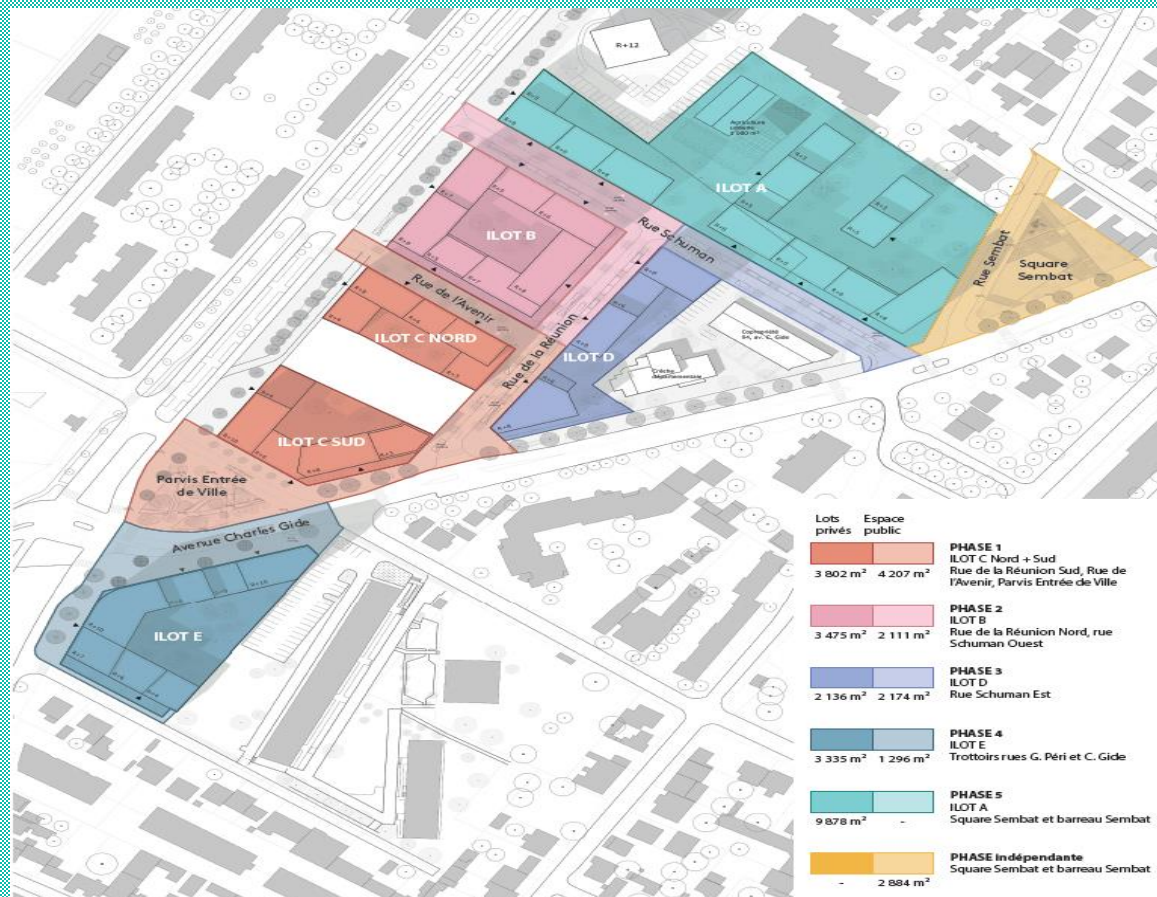 R+12
ILOT A
ILOT B
Rue Schuman
Rue Sembat
Square
Sembat
Rue de l'Avenir
ILOT C NORD
Rue de la Réunion
ILOT D
Copropriété
54, av. C. Gide
Crèche
départementale
ILOT C SUD
Parvis Entrée
de Ville
Avenue Charles Gide
ILOT E
Lots privés
Espace public
PHASE 1
ILOT C Nord + Sud
Rue de la Réunion Sud, Rue de
l'Avenir, Parvis Entrée de Ville
3 802 m² 4 207 m²
PHASE 2
ILOT B
Rue de la Réunion Nord, rue
Schuman Ouest
3 475 m² 2 111 m²
PHASE 3
ILOT D
Rue Schuman Est
2 136 m² 2 174 m²
PHASE 4
ILOT E
Trottoirs rues G. Péri et C. Gide
3 335 m² 1 296 m²
PHASE 5
ILOT A
Square Sembat et barreau Sembat
9 878 m² -
PHASE indépendante
Square Sembat et barreau Sembat
- 2 884 m²